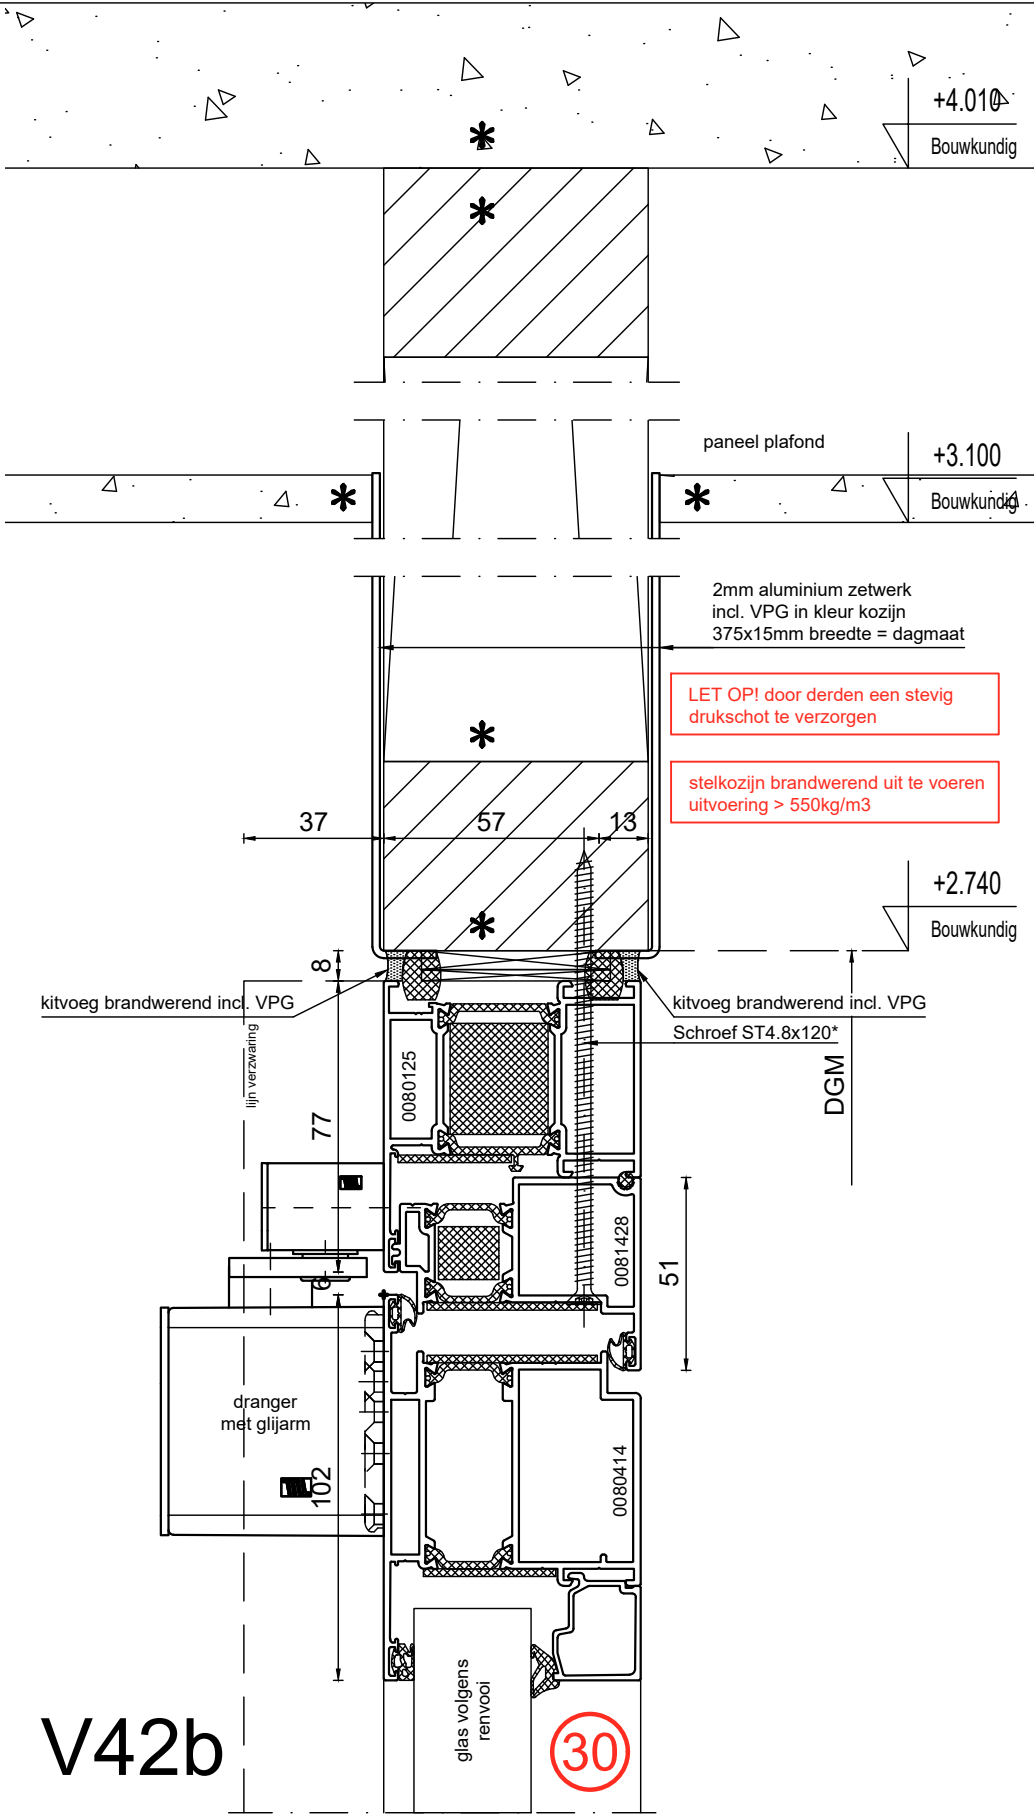 +4.010
Bouwkundig
paneel plafond
+3.100
Bouwkundig
2mm aluminium zetwerk
incl. VPG in kleur kozijn
375x15mm breedte = dagmaat
LET OP! door derden een stevig
drukschot te verzorgen
stelkozijn brandwerend uit te voeren
uitvoering > 550kg/m3
37
57
13
+2.740
Bouwkundig
8
kitvoeg brandwerend incl. VPG
kitvoeg brandwerend incl. VPG
Schroef ST4.8x120*
lijn verzwaring
0080125
DGM
77
0081428
51
6
dranger
met glijarm
102
0080414
glas volgens
renvooi
V42b
30